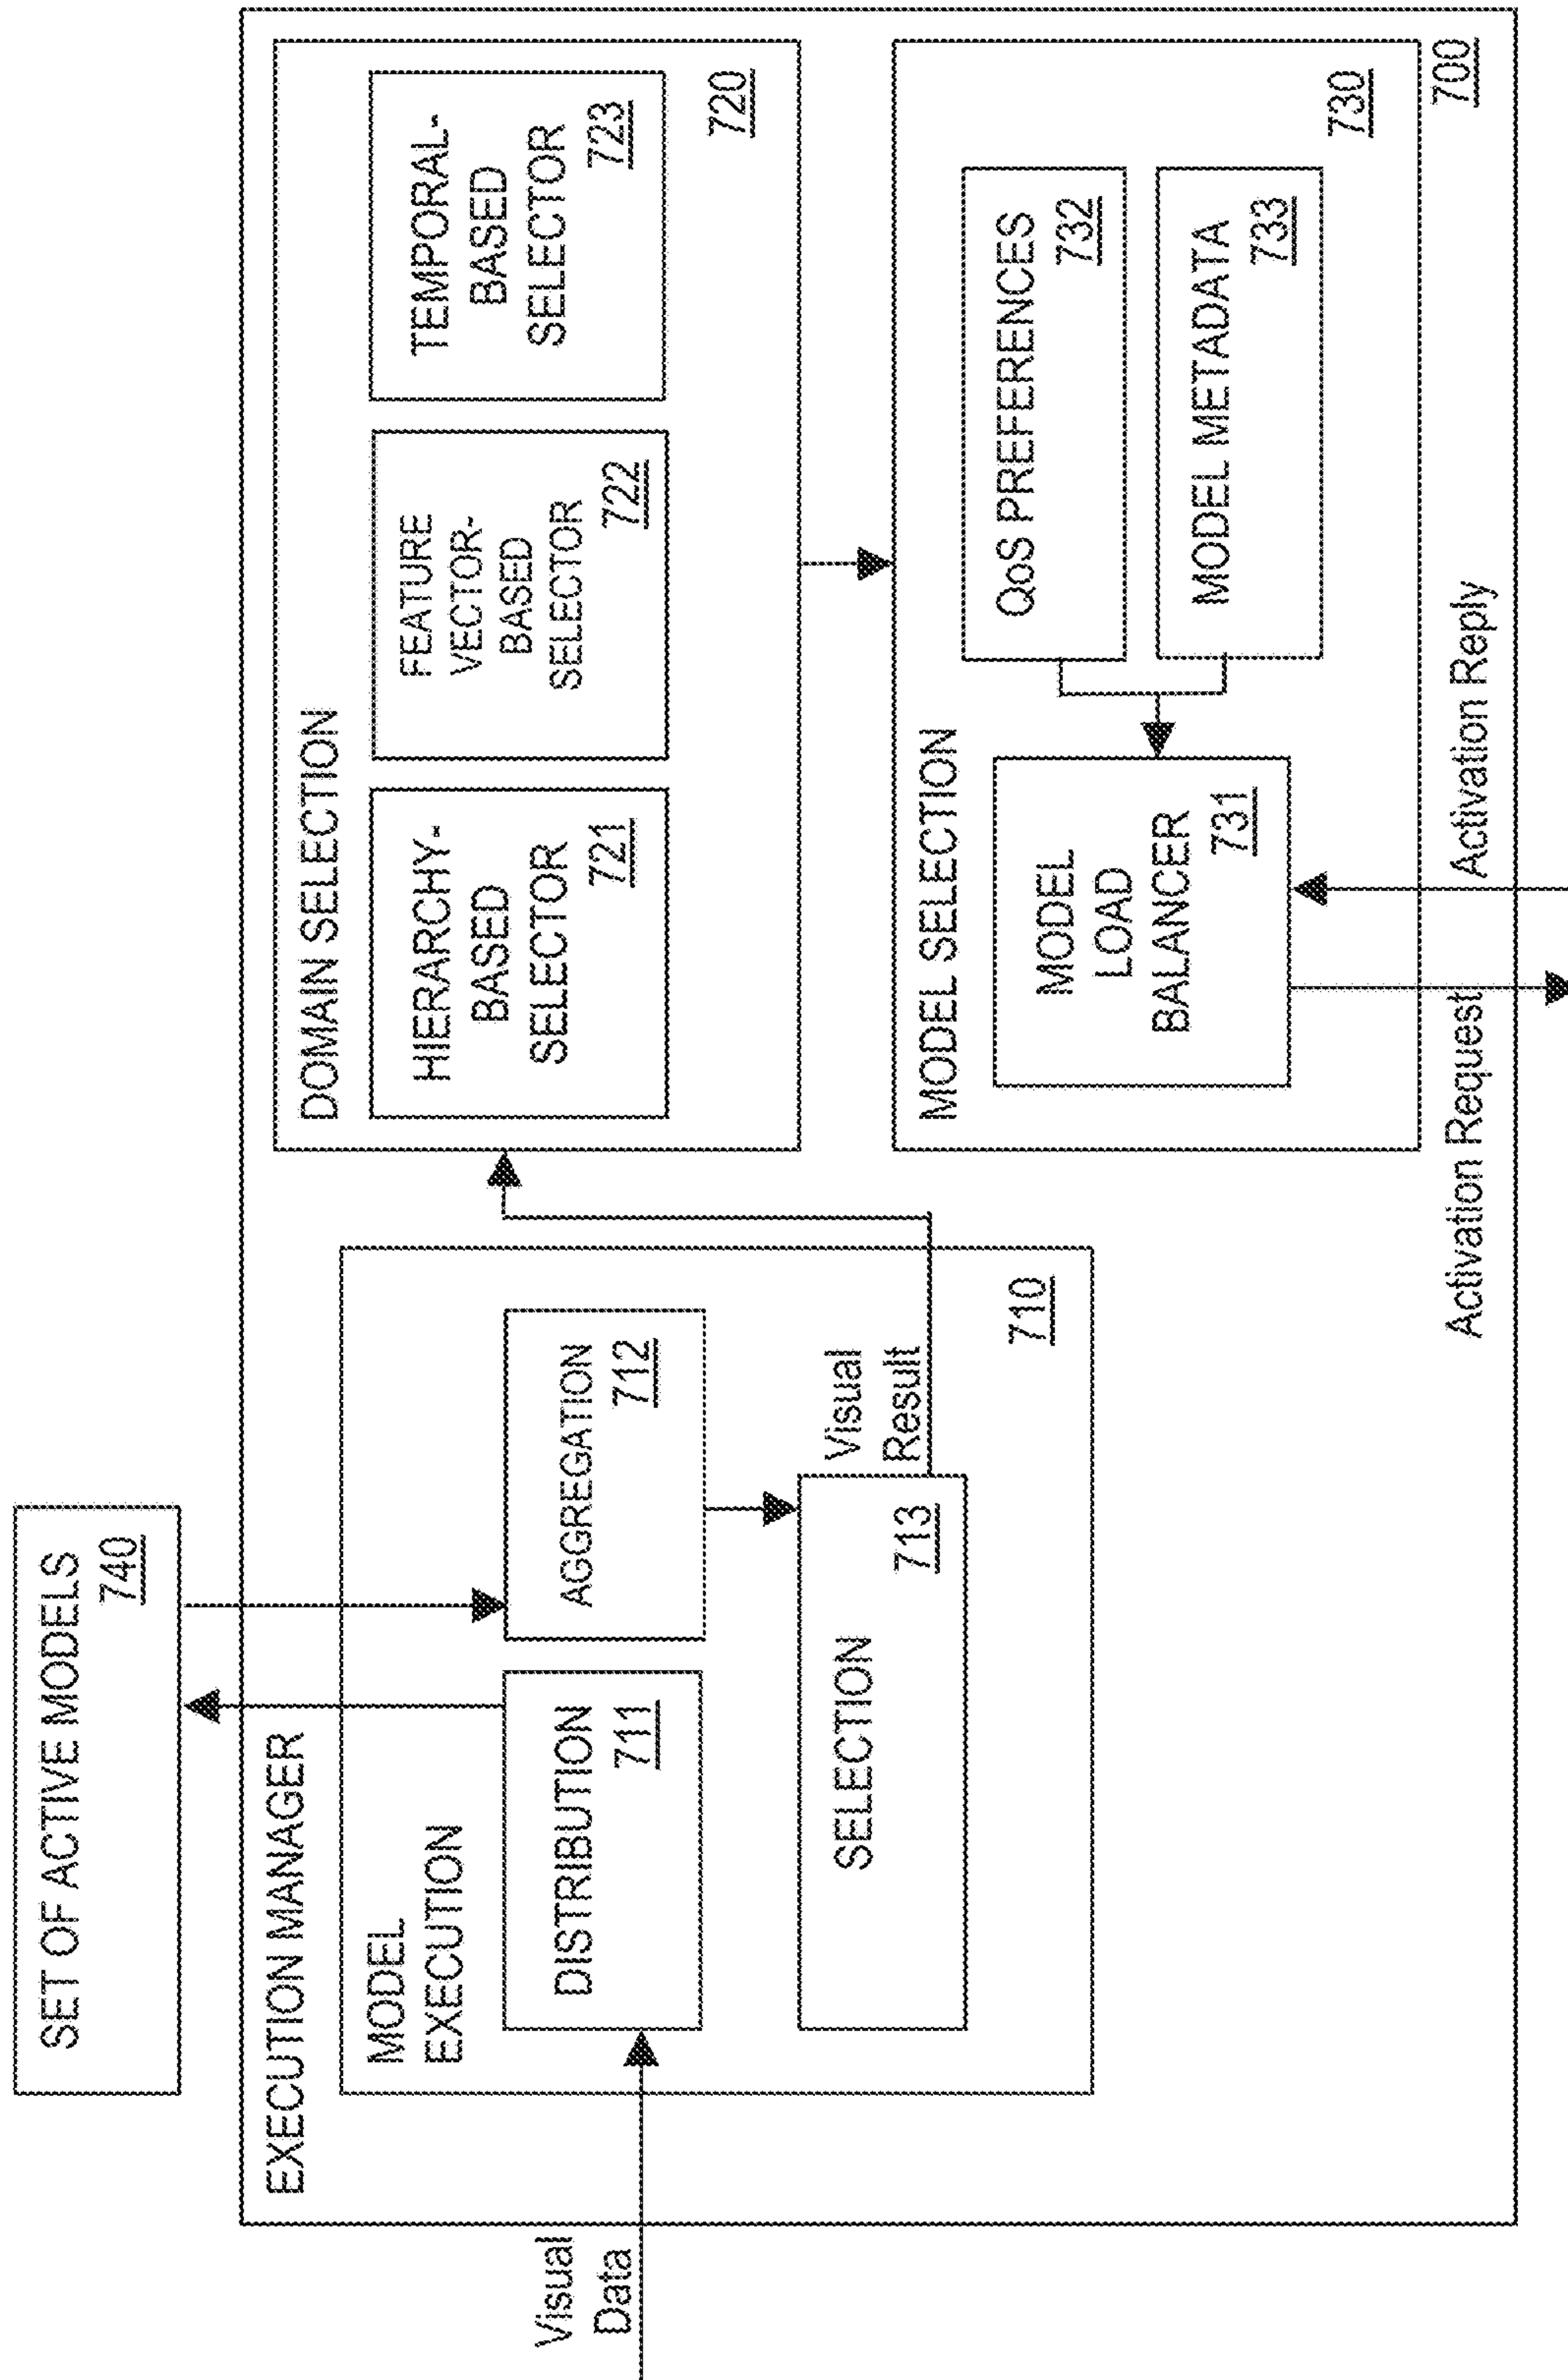 SET OF ACTIVE MODELS
740
EXECUTION MANAGER
MODEL
EXECUTION
DISTRIBUTION
711
AGGREGATION
712
SELECTION
713
Visual
Result
710
Visual
Data
DOMAIN SELECTION
HIERARCHY-
BASED
SELECTOR
721
FEATURE
VECTOR-
BASED
SELECTOR
722
TEMPORAL-
BASED
SELECTOR
723
720
MODEL SELECTION
MODEL
LOAD
BALANCER
731
QoS PREFERENCES
732
MODEL METADATA
733
730
700
Activation Request
Activation Reply